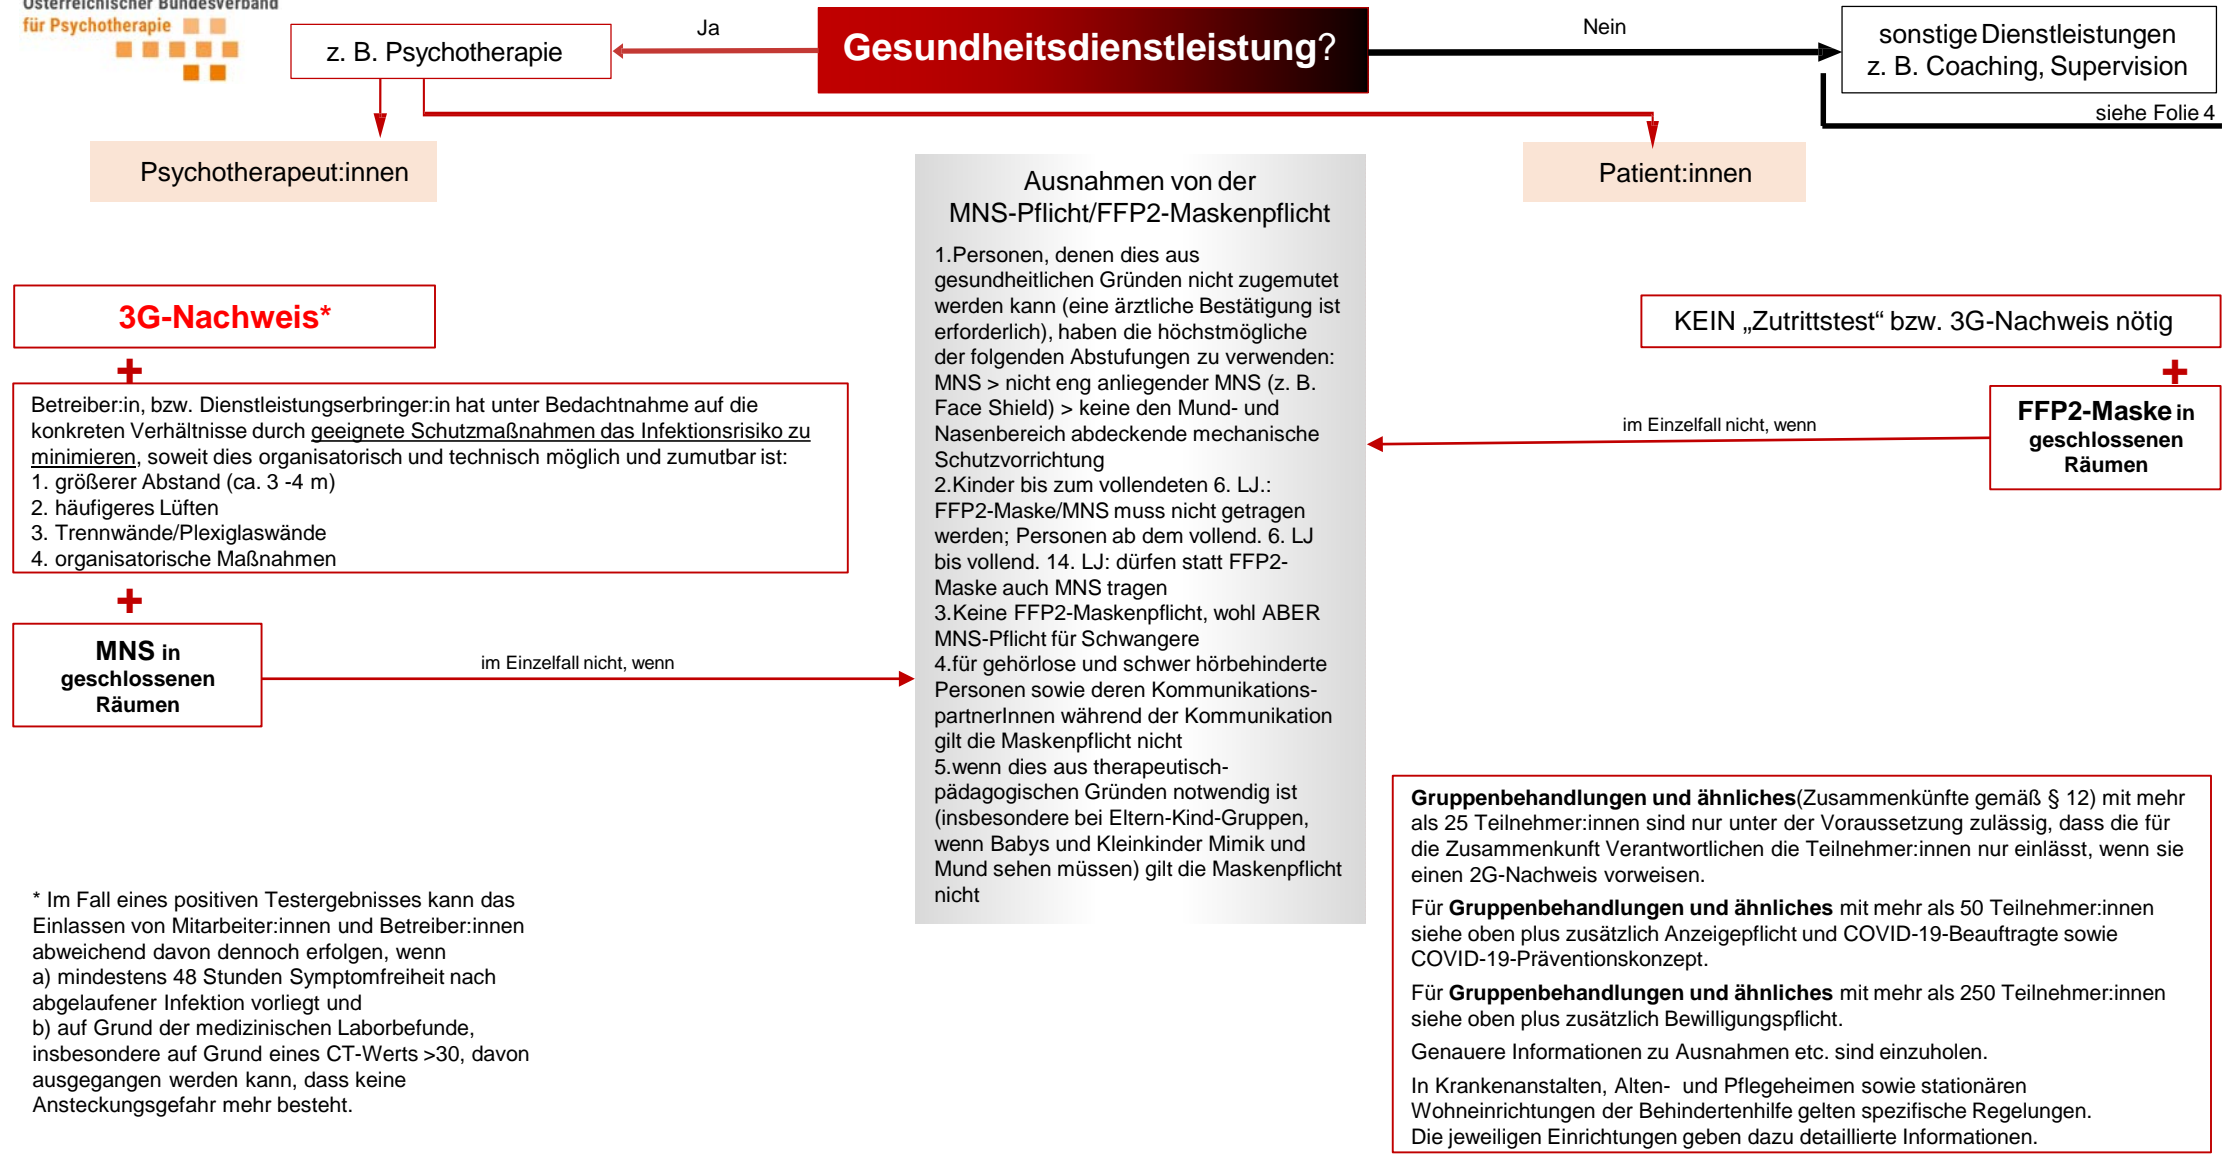 Österreichischer Bundesverband
für Psychotherapie
z. B. Psychotherapie
Ja
Gesundheitsdienstleistung?
Nein
sonstige Dienstleistungen
z. B. Coaching, Supervision
siehe Folie 4
Psychotherapeut:innen
Patient:innen
Ausnahmen von der
MNS-Pflicht/FFP2-Maskenpflicht
1.Personen, denen dies aus
gesundheitlichen Gründen nicht zugemutet
werden kann (eine ärztliche Bestätigung ist
erforderlich), haben die höchstmögliche
der folgenden Abstufungen zu verwenden:
MNS > nicht eng anliegender MNS (z. B.
Face Shield) > keine den Mund- und
Nasenbereich abdeckende mechanische
Schutzvorrichtung
2.Kinder bis zum vollendeten 6. LJ.:
FFP2-Maske/MNS muss nicht getragen
werden; Personen ab dem vollend. 6. LJ
bis vollend. 14. LJ: dürfen statt FFP2-
Maske auch MNS tragen
3.Keine FFP2-Maskenpflicht, wohl ABER
MNS-Pflicht für Schwangere
4.für gehörlose und schwer hörbehinderte
Personen sowie deren Kommunikations-
partnerInnen während der Kommunikation
gilt die Maskenpflicht nicht
5.wenn dies aus therapeutisch-
pädagogischen Gründen notwendig ist
(insbesondere bei Eltern-Kind-Gruppen,
wenn Babys und Kleinkinder Mimik und
Mund sehen müssen) gilt die Maskenpflicht
nicht
3G-Nachweis*
+
Betreiber:in, bzw. Dienstleistungserbringer:in hat unter Bedachtnahme auf die
konkreten Verhältnisse durch geeignete Schutzmaßnahmen das Infektionsrisiko zu
minimieren, soweit dies organisatorisch und technisch möglich und zumutbar ist:
1. größerer Abstand (ca. 3 -4 m)
2. häufigeres Lüften
3. Trennwände/Plexiglaswände
4. organisatorische Maßnahmen
+
MNS in
geschlossenen
Räumen
im Einzelfall nicht, wenn
KEIN „Zutrittstest“ bzw. 3G-Nachweis nötig
+
FFP2-Maske in
geschlossenen
Räumen
im Einzelfall nicht, wenn
* Im Fall eines positiven Testergebnisses kann das
Einlassen von Mitarbeiter:innen und Betreiber:innen
abweichend davon dennoch erfolgen, wenn
a) mindestens 48 Stunden Symptomfreiheit nach
abgelaufener Infektion vorliegt und
b) auf Grund der medizinischen Laborbefunde,
insbesondere auf Grund eines CT-Werts >30, davon
ausgegangen werden kann, dass keine
Ansteckungsgefahr mehr besteht.
Gruppenbehandlungen und ähnliches(Zusammenkünfte gemäß § 12) mit mehr
als 25 Teilnehmer:innen sind nur unter der Voraussetzung zulässig, dass die für
die Zusammenkunft Verantwortlichen die Teilnehmer:innen nur einlässt, wenn sie
einen 2G-Nachweis vorweisen.
Für Gruppenbehandlungen und ähnliches mit mehr als 50 Teilnehmer:innen
siehe oben plus zusätzlich Anzeigepflicht und COVID-19-Beauftragte sowie
COVID-19-Präventionskonzept.
Für Gruppenbehandlungen und ähnliches mit mehr als 250 Teilnehmer:innen
siehe oben plus zusätzlich Bewilligungspflicht.
Genauere Informationen zu Ausnahmen etc. sind einzuholen.
In Krankenanstalten, Alten- und Pflegeheimen sowie stationären
Wohneinrichtungen der Behindertenhilfe gelten spezifische Regelungen.
Die jeweiligen Einrichtungen geben dazu detaillierte Informationen.